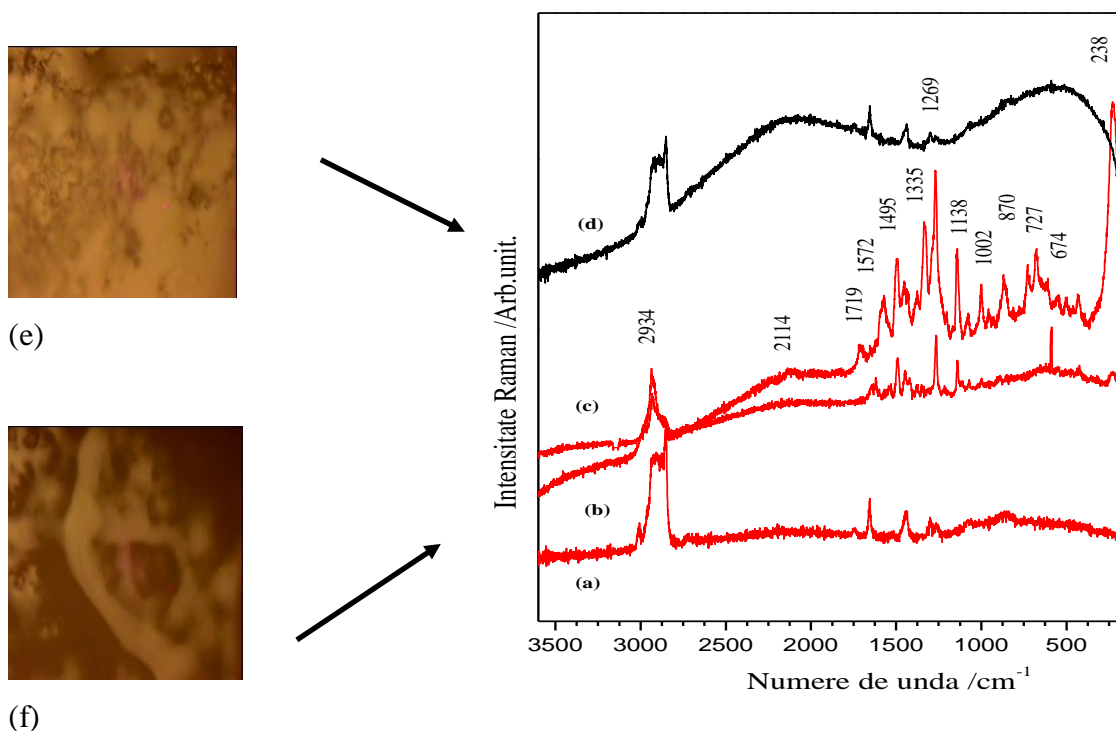 (e)
(f)
Intensitate Raman /Arb.unit.
238
1269
1335
1495
1138
870
727
1572
1002
674
1719
2934
2114
(d)
(c)
(b)
(a)
3500 3000 2500 2000 1500 1000 500
Numere de unda /cm⁻¹